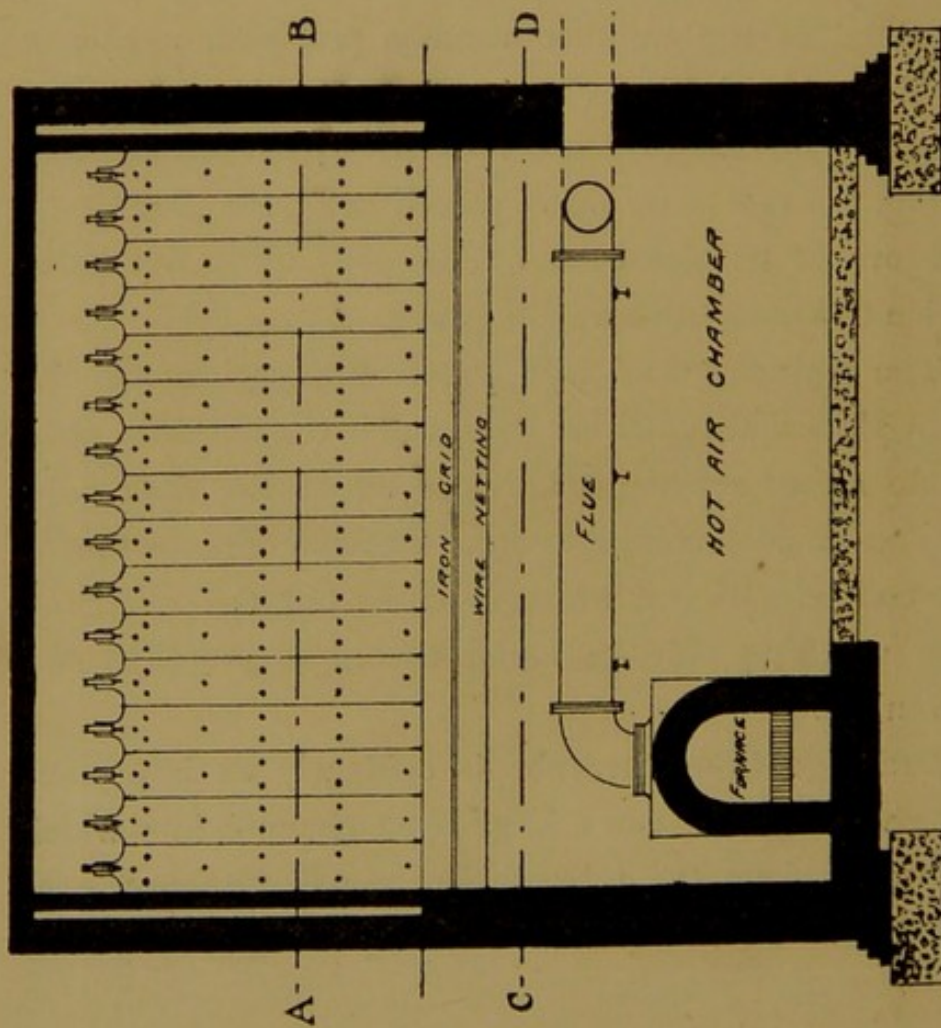 A
B
IRON GRID
WIRE NETTING
C
D
FLUE
FURNACE
HOT AIR CHAMBER